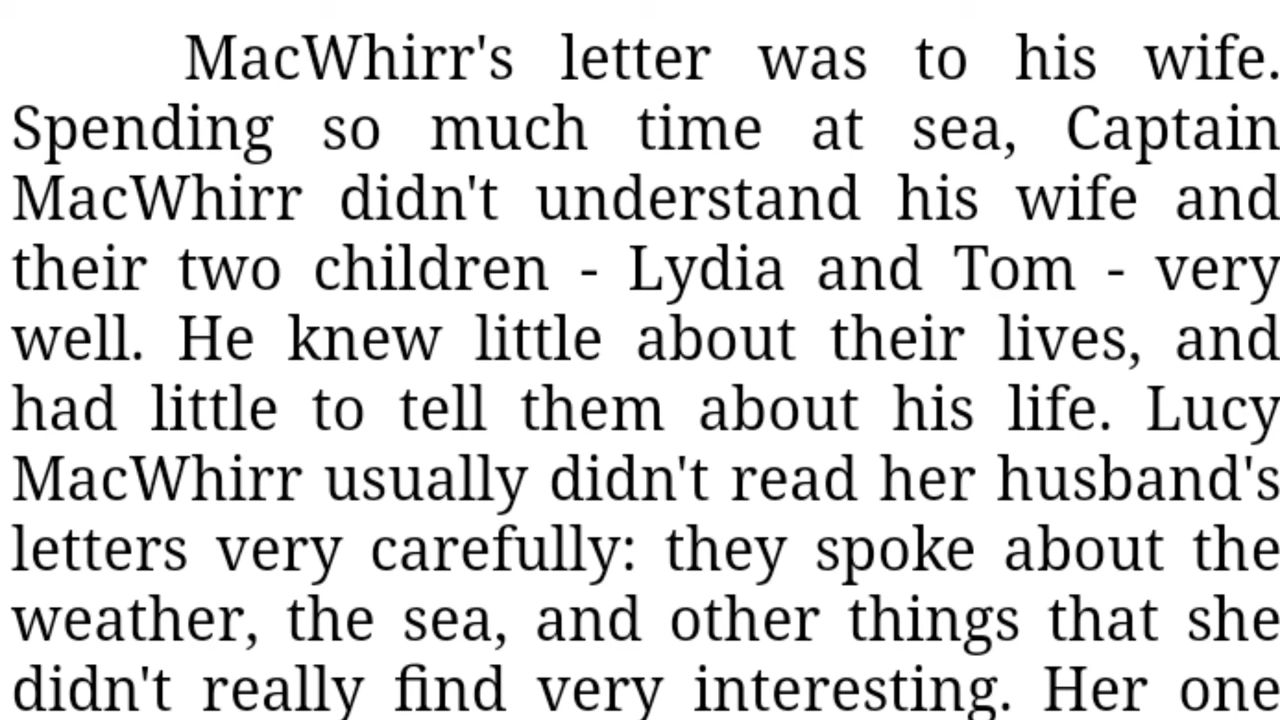 MacWhirr's letter was to his wife.
Spending so much time at sea, Captain
MacWhirr didn't understand his wife and
their two children - Lydia and Tom - very
well. He knew little about their lives, and
had little to tell them about his life. Lucy
MacWhirr usually didn't read her husband's
letters very carefully: they spoke about the
weather, the sea, and other things that she
didn't really find very interesting. Her one